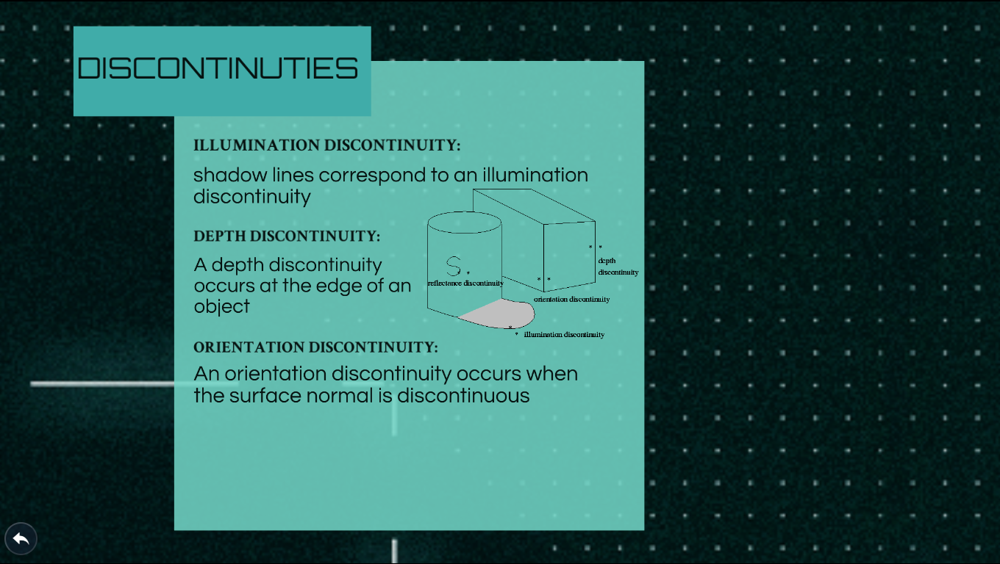 DISCONTINUTIES
ILLUMINATION DISCONTINUITY:
shadow lines correspond to an illumination
discontinuity
DEPTH DISCONTINUITY:
A depth discontinuity
occurs at the edge of an
object
S
reflectance discontinuity
depth
discontinuity
orientation discontinuity
illumination discontinuity
ORIENTATION DISCONTINUITY:
An orientation discontinuity occurs when
the surface normal is discontinuous